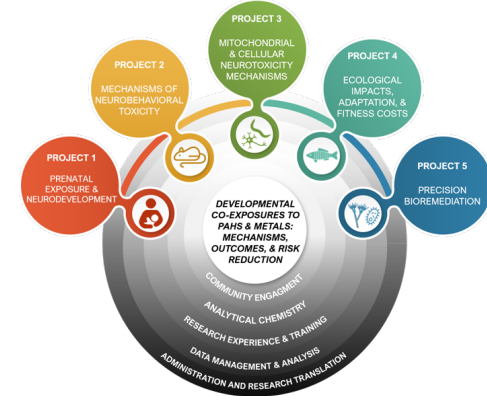 PROJECT 1
PRENATAL
EXPOSURE &
NEURODEVELOPMENT
PROJECT 2
MECHANISMS OF
NEUROBEHAVIORAL
TOXICITY
PROJECT 3
MITOCHONDRIAL
& CELLULAR
NEUROTOXICITY
MECHANISMS
PROJECT 4
ECOLOGICAL
IMPACTS,
ADAPTATION, &
FITNESS COSTS
PROJECT 5
PRECISION
BIOREMEDIATION
DEVELOPMENTAL
CO-EXPOSURES TO
PAHS & METALS:
MECHANISMS,
OUTCOMES, & RISK
REDUCTION
COMMUNITY ENGAGMENT
ANALYTICAL CHEMISTRY
RESEARCH EXPERIENCE & TRAINING
DATA MANAGEMENT & ANALYSIS
ADMINISTRATION AND RESEARCH TRANSLATION